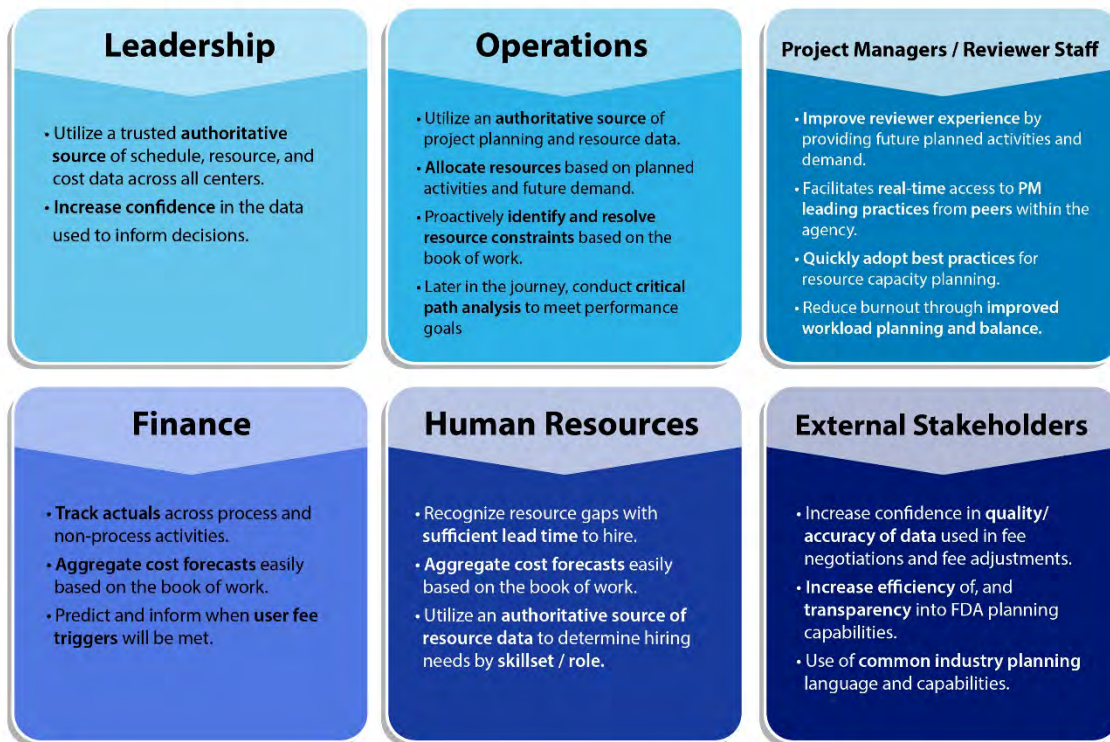 Leadership
• Utilize a trusted authoritative
source of schedule, resource, and
cost data across all centers.
• Increase confidence in the data
used to inform decisions.
Operations
• Utilize an authoritative source of
project planning and resource data.
• Allocate resources based on planned
activities and future demand.
• Proactively identify and resolve
resource constraints based on the
book of work.
• Later in the journey, conduct critical
path analysis to meet performance
goals
Project Managers / Reviewer Staff
• Improve reviewer experience by
providing future planned activities and
demand.
• Facilitates real-time access to PM
leading practices from peers within the
agency.
• Quickly adopt best practices for
resource capacity planning.
• Reduce burnout through improved
workload planning and balance.
Finance
• Track actuals across process and
non-process activities.
• Aggregate cost forecasts easily
based on the book of work.
• Predict and inform when user fee
triggers will be met.
Human Resources
• Recognize resource gaps with
sufficient lead time to hire.
• Aggregate cost forecasts easily
based on the book of work.
• Utilize an authoritative source of
resource data to determine hiring
needs by skillset / role.
External Stakeholders
• Increase confidence in quality/
accuracy of data used in fee
negotiations and fee adjustments.
• Increase efficiency of, and
transparency into FDA planning
capabilities.
• Use of common industry planning
language and capabilities.